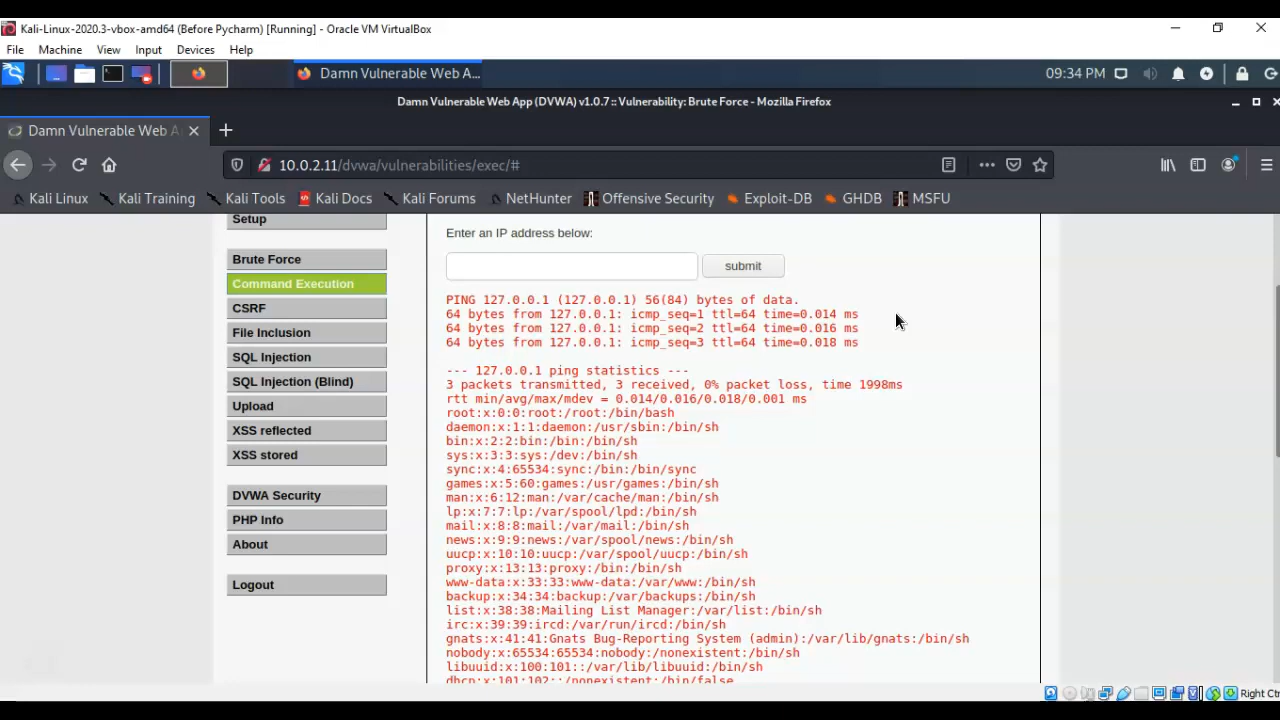 Kali-Linux-2020.3-vbox-amd64 (Before Pycharm) [Running] - Oracle VM VirtualBox
File Machine View Input Devices Help
Damn Vulnerable Web A... 09:34 PM
Damn Vulnerable Web App (DVWA) v1.0.7 :: Vulnerability: Brute Force - Mozilla Firefox
Damn Vulnerable Web A
10.0.2.11/dvwa/vulnerabilities/exec/#
Kali Linux Kali Training Kali Tools Kali Docs Kali Forums NetHunter Offensive Security Exploit-DB GHDB MSFU
Setup
Brute Force
Command Execution
CSRF
File Inclusion
SQL Injection
SQL Injection (Blind)
Upload
XSS reflected
XSS stored
DVWA Security
PHP Info
About
Logout
Enter an IP address below:
submit
PING 127.0.0.1 (127.0.0.1) 56(84) bytes of data.
64 bytes from 127.0.0.1: icmp_seq=1 ttl=64 time=0.014 ms
64 bytes from 127.0.0.1: icmp_seq=2 ttl=64 time=0.016 ms
64 bytes from 127.0.0.1: icmp_seq=3 ttl=64 time=0.018 ms
--- 127.0.0.1 ping statistics ---
3 packets transmitted, 3 received, 0% packet loss, time 1998ms
rtt min/avg/max/mdev = 0.014/0.016/0.018/0.001 ms
root:x:0:0:root:/root:/bin/bash
daemon:x:1:1:daemon:/usr/sbin:/bin/sh
bin:x:2:2:bin:/bin:/bin/sh
sys:x:3:3:sys:/dev:/bin/sh
sync:x:4:65534:sync:/bin:/bin/sync
games:x:5:60:games:/usr/games:/bin/sh
man:x:6:12:man:/var/cache/man:/bin/sh
lp:x:7:7:lp:/var/spool/lpd:/bin/sh
mail:x:8:8:mail:/var/mail:/bin/sh
news:x:9:9:news:/var/spool/news:/bin/sh
uucp:x:10:10:uucp:/var/spool/uucp:/bin/sh
proxy:x:13:13:proxy:/bin:/bin/sh
www-data:x:33:33:www-data:/var/www:/bin/sh
backup:x:34:34:backup:/var/backups:/bin/sh
list:x:38:38:Mailing List Manager:/var/list:/bin/sh
irc:x:39:39:ircd:/var/run/ircd:/bin/sh
gnats:x:41:41:Gnats Bug-Reporting System (admin):/var/lib/gnats:/bin/sh
nobody:x:65534:65534:nobody:/nonexistent:/bin/sh
libuuid:x:100:101::/var/lib/libuuid:/bin/sh
dhcp:x:101:102::/nonexistent:/bin/false
Right Ctr